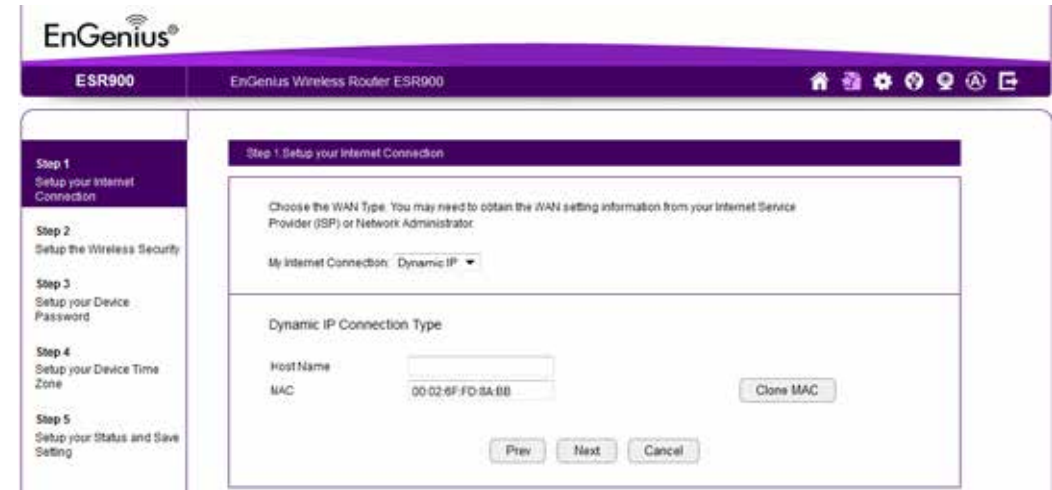 EnGenius®
ESR900
EnGenius Wireless Router ESR900
Step 1
Setup your Internet
Connection
Step 2
Setup the Wireless Security
Step 3
Setup your Device
Password
Step 4
Setup your Device Time
Zone
Step 5
Setup your Status and Save
Setting
Step 1.Setup your Internet Connection
Choose the WAN Type. You may need to obtain the WAN setting information from your Internet Service
Provider (ISP) or Network Administrator.
My Internet Connection: Dynamic IP
Dynamic IP Connection Type
Host Name
MAC 00:02:6F:FD:8A:BB Clone MAC
Prev Next Cancel